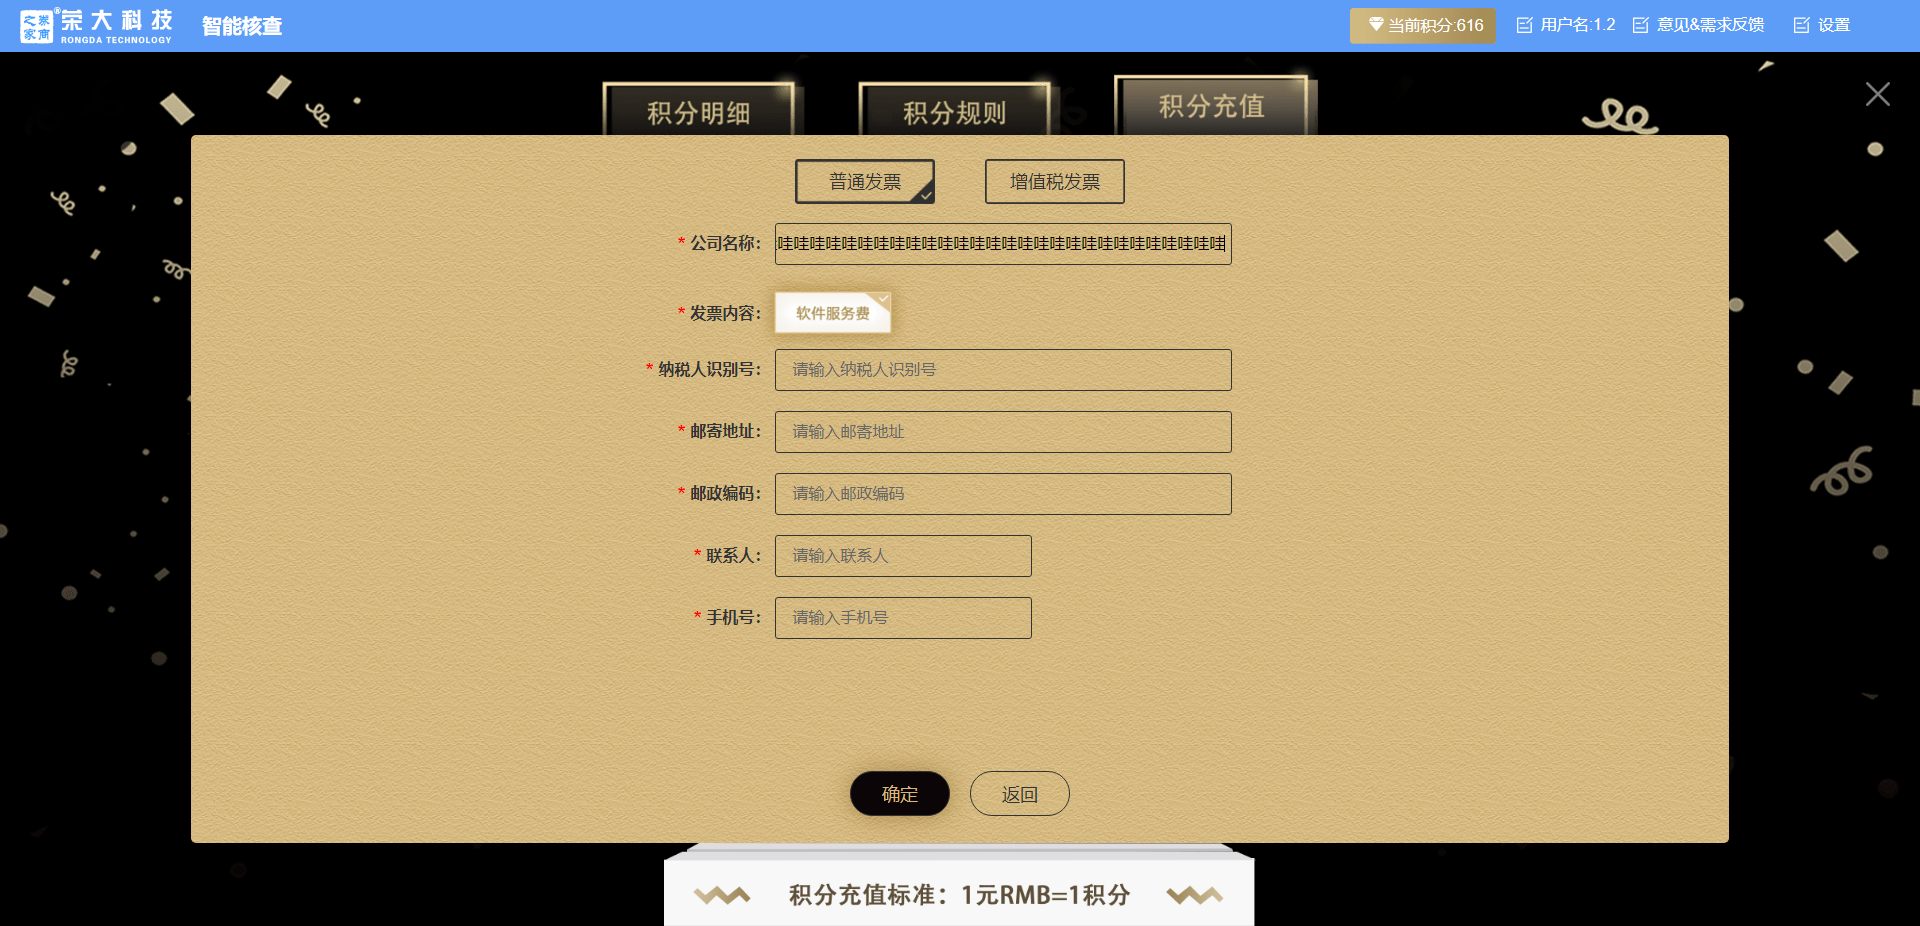 券商之家® 荣大科技
RONGDA TECHNOLOGY
智能核查
当前积分:616
用户名:1.2
意见&需求反馈
设置
积分明细
积分规则
积分充值
普通发票
增值税发票
* 公司名称：
哇哇哇哇哇哇哇哇哇哇哇哇哇哇哇哇哇哇哇哇哇哇哇哇哇哇哇哇
* 发票内容：
软件服务费
* 纳税人识别号：
请输入纳税人识别号
* 邮寄地址：
请输入邮寄地址
* 邮政编码：
请输入邮政编码
* 联系人：
请输入联系人
* 手机号：
请输入手机号
确定
返回
积分充值标准：1元RMB=1积分